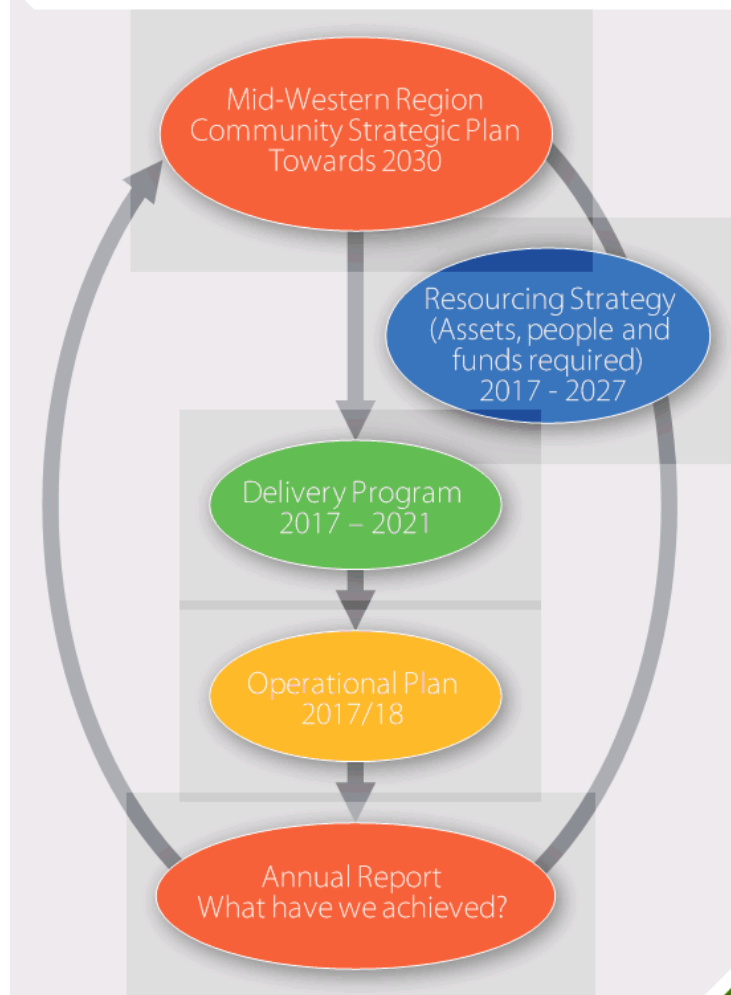 Mid-Western Region
Community Strategic Plan
Towards 2030
Resourcing Strategy
(Assets, people and
funds required)
2017 - 2027
Delivery Program
2017 – 2021
Operational Plan
2017/18
Annual Report
What have we achieved?